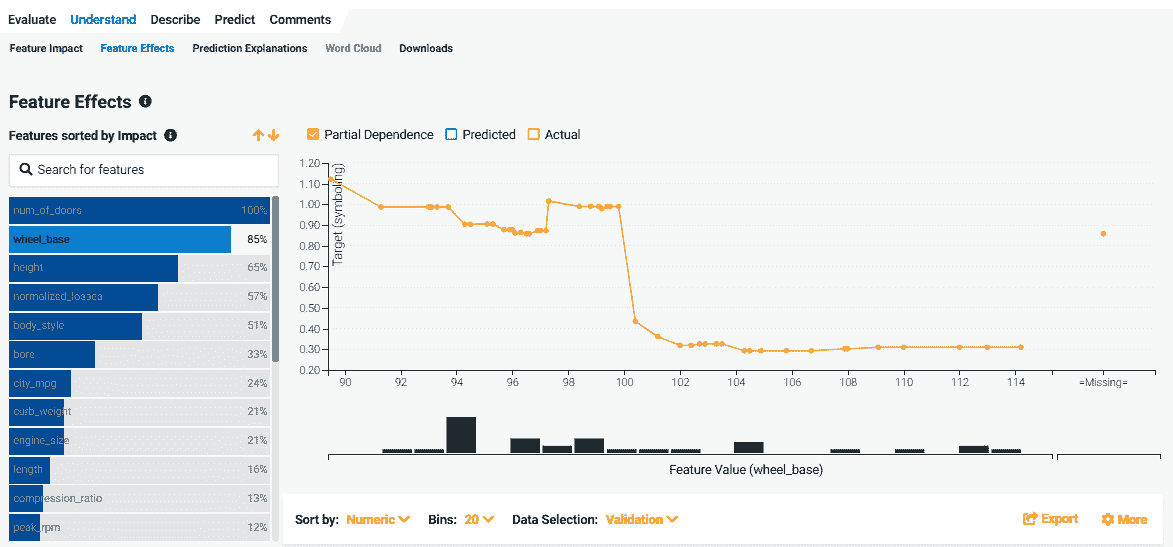 Evaluate Understand Describe Predict Comments
Feature Impact Feature Effects Prediction Explanations Word Cloud Downloads
Feature Effects
Features sorted by Impact
Search for features
num_of_doors 100%
wheel_base 85%
height 65%
normalized_losses 57%
body_style 51%
bore 33%
city_mpg 24%
curb_weight 21%
engine_size 21%
length 16%
compression_ratio 13%
peak_rpm 12%
Partial Dependence Predicted Actual
Target (symboling)
1.20
1.10
1.00
0.90
0.80
0.70
0.60
0.50
0.40
0.30
0.20
90 92 94 96 98 100 102 104 106 108 110 112 114 =Missing=
Feature Value (wheel_base)
Sort by: Numeric Bins: 20 Data Selection: Validation Export More